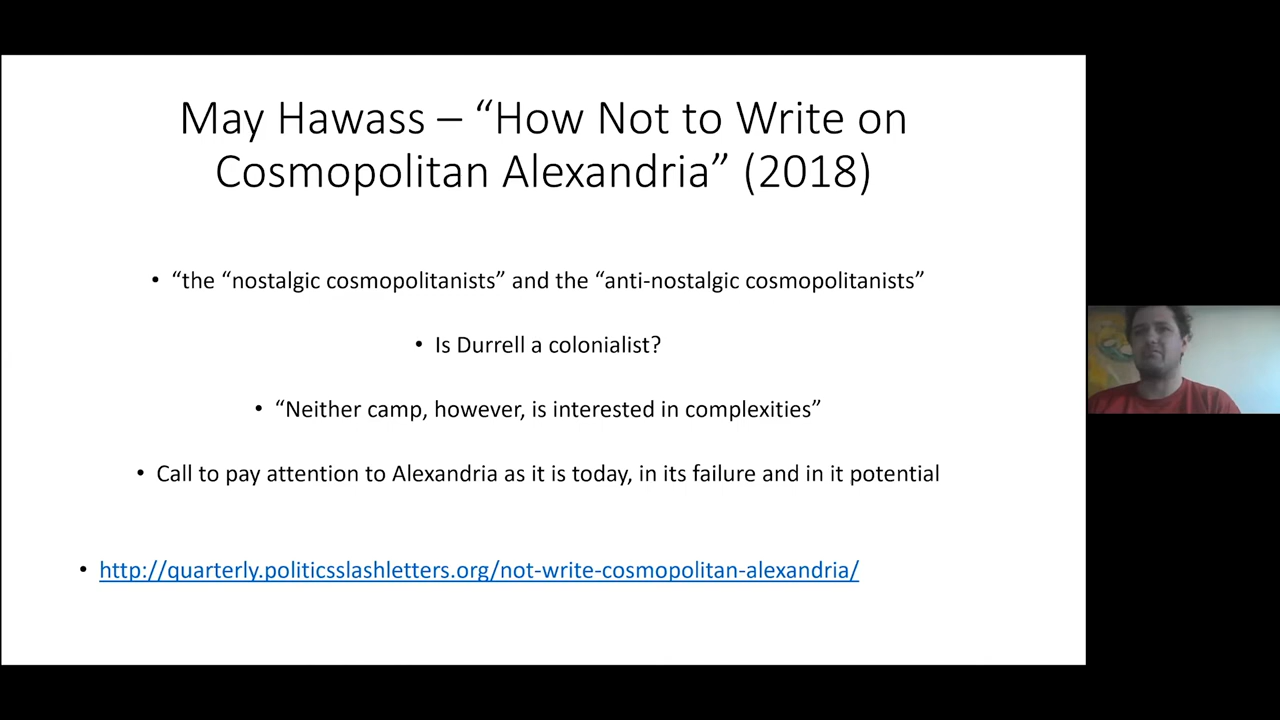 May Hawass – “How Not to Write on
Cosmopolitan Alexandria” (2018)
• “the “nostalgic cosmopolitanists” and the “anti-nostalgic cosmopolitanists”
• Is Durrell a colonialist?
• “Neither camp, however, is interested in complexities”
• Call to pay attention to Alexandria as it is today, in its failure and in it potential
• http://quarterly.politicsslashletters.org/not-write-cosmopolitan-alexandria/